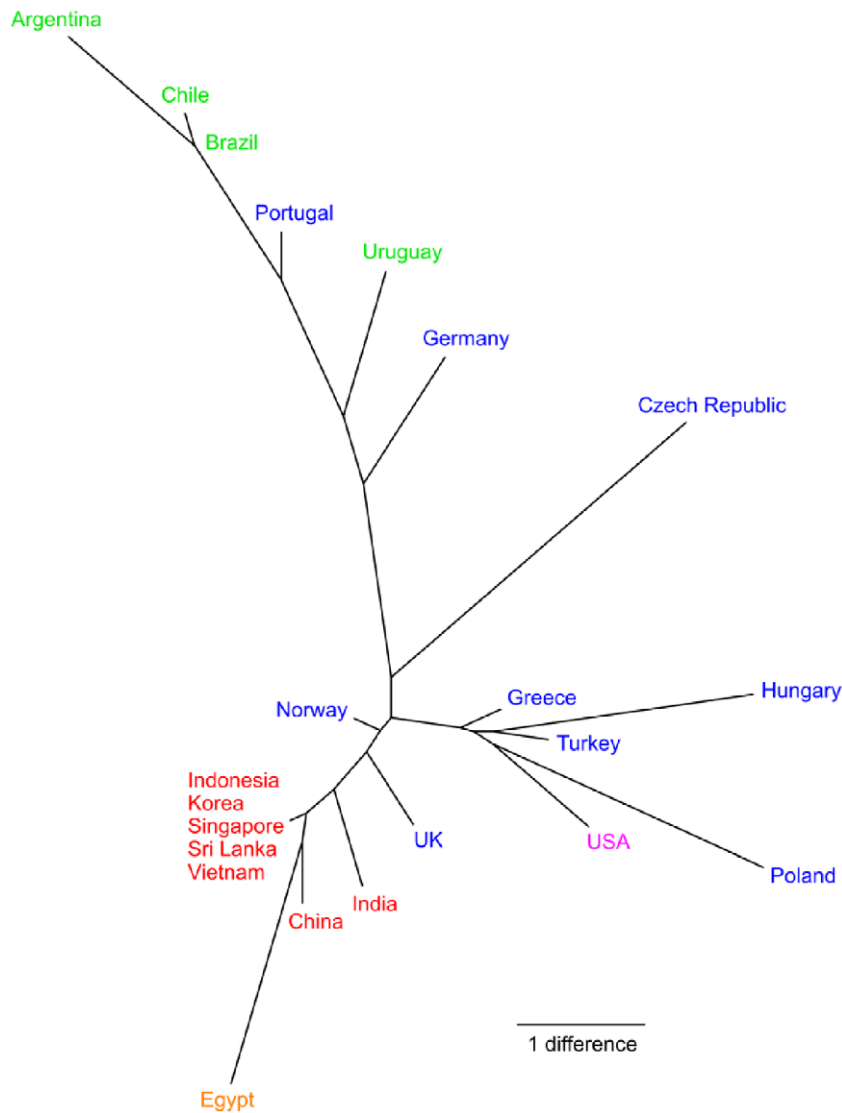 Argentina
Chile
Brazil
Portugal
Uruguay
Germany
Czech Republic
Hungary
Greece
Norway
Turkey
Indonesia
Korea
Singapore
Sri Lanka
Vietnam
UK
USA
Poland
India
China
1 difference
Egypt